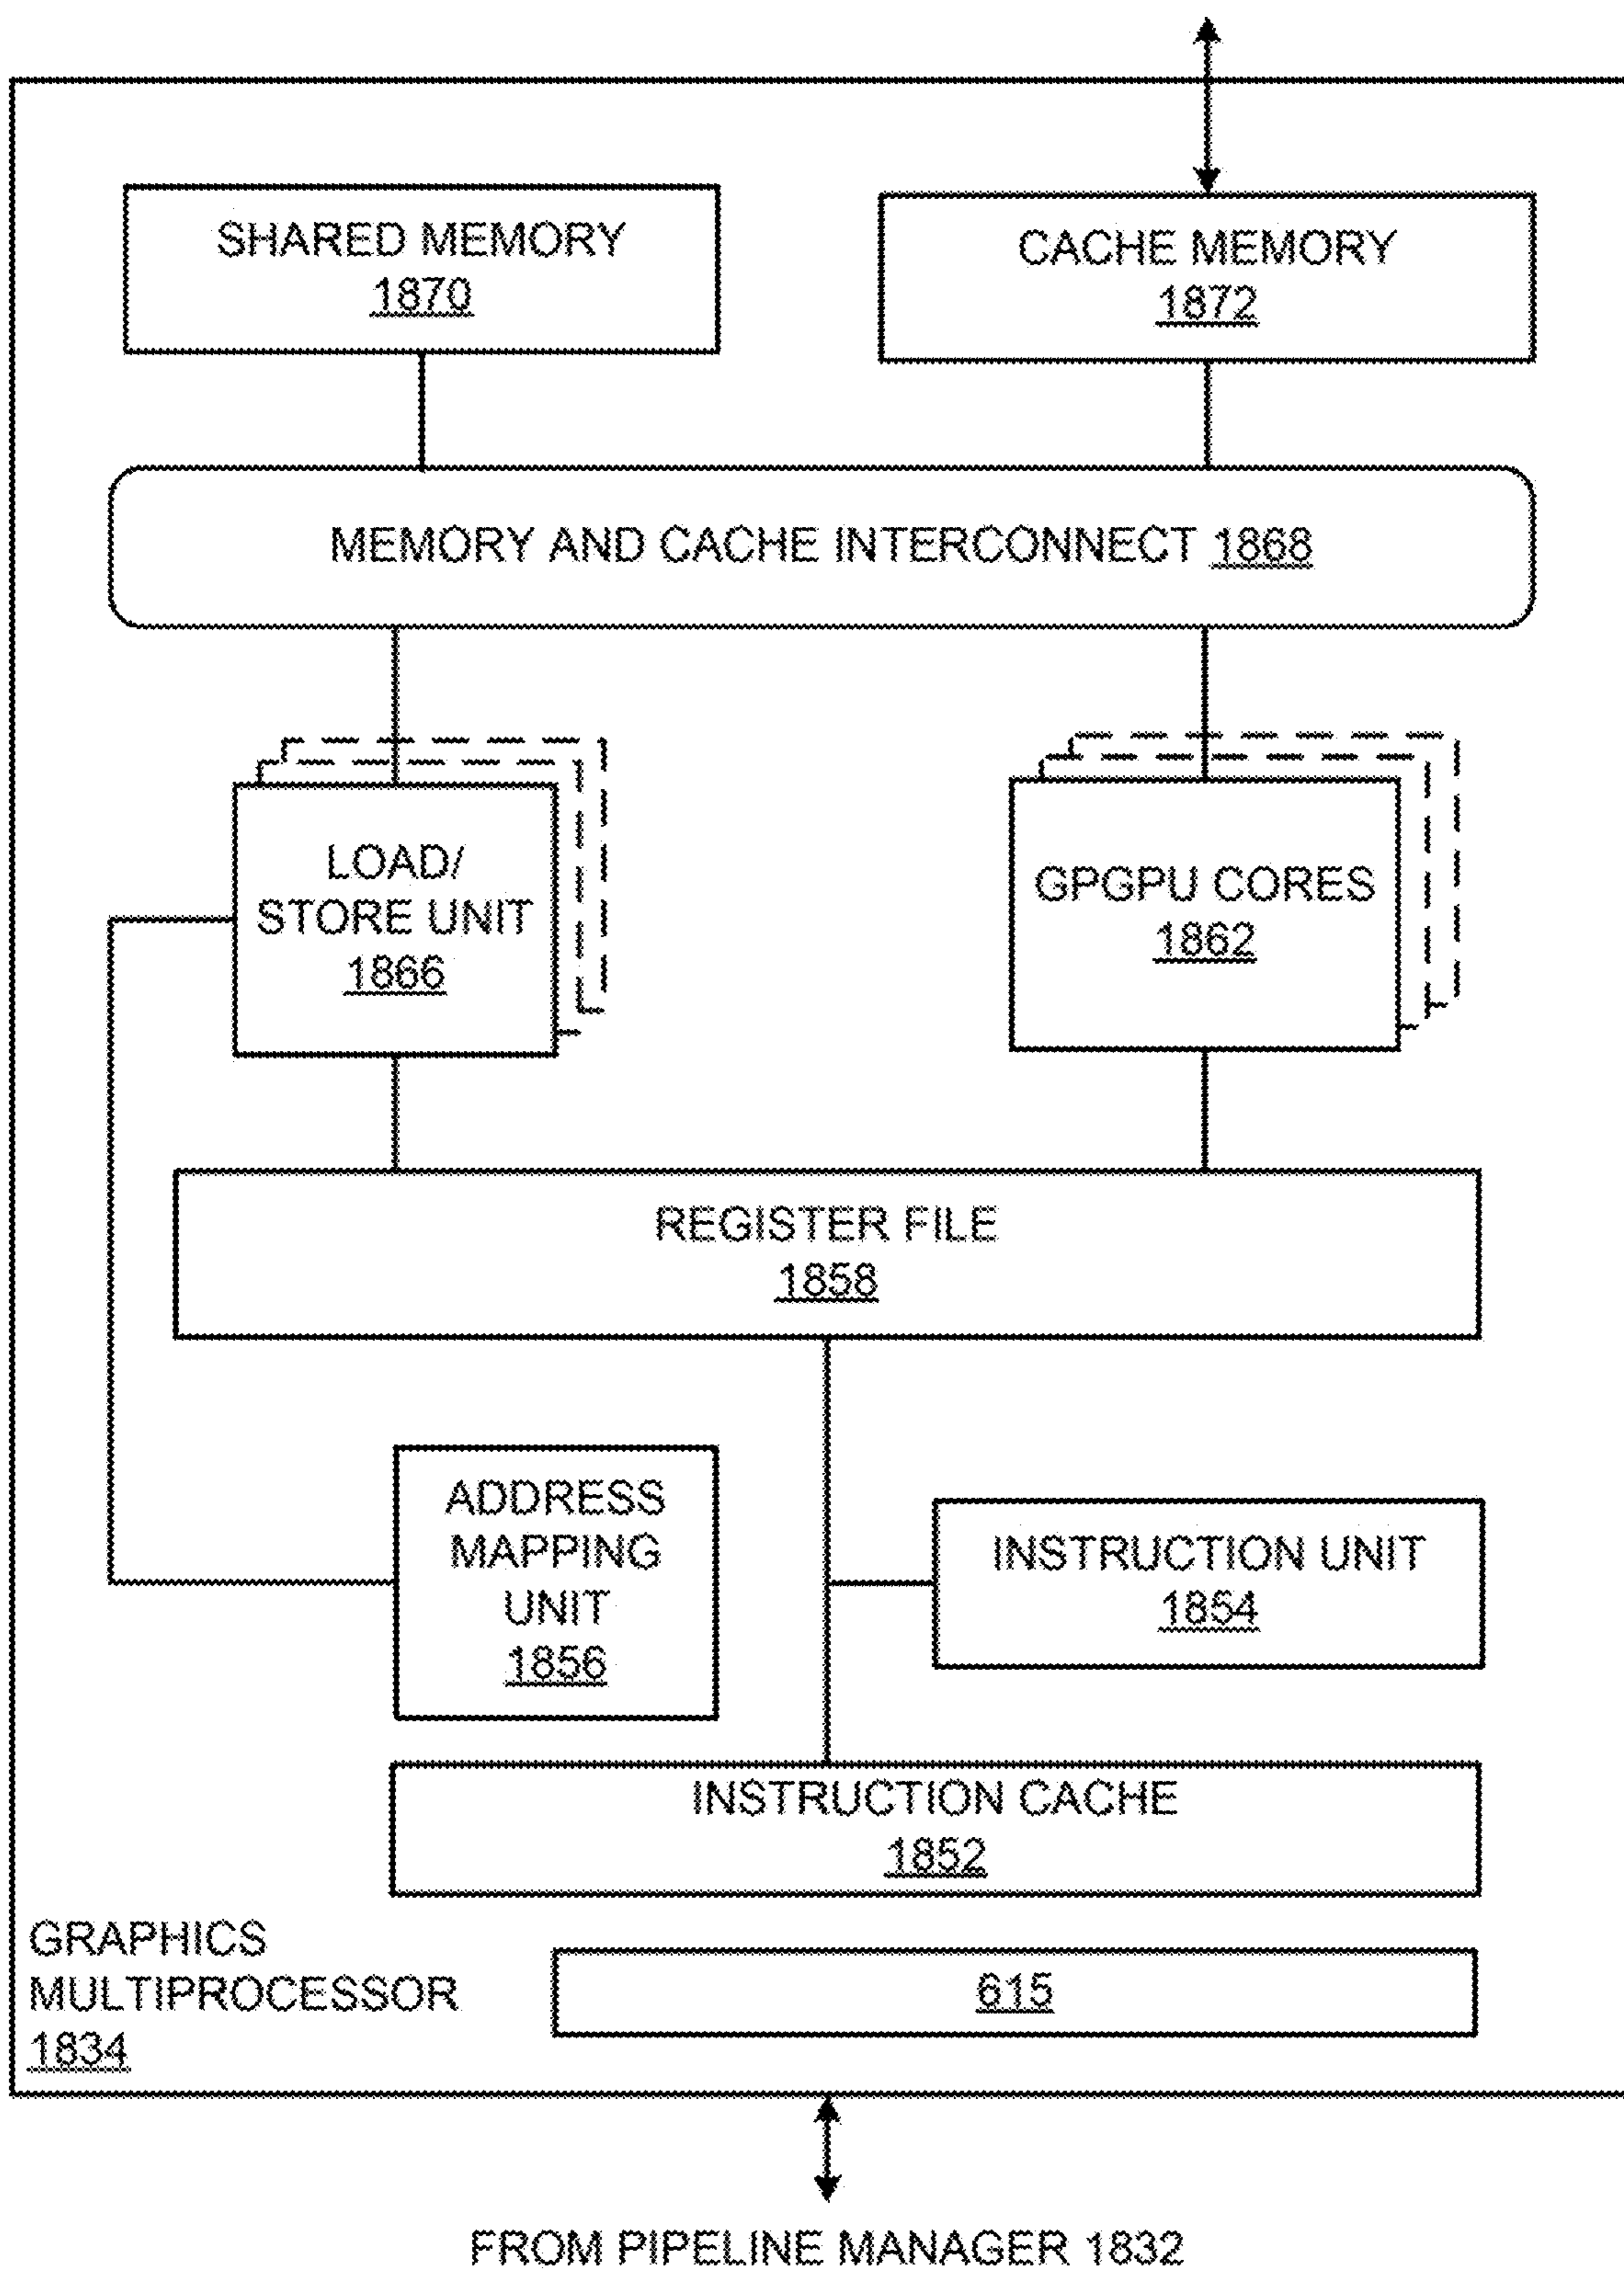 SHARED MEMORY
1870
CACHE MEMORY
1872
MEMORY AND CACHE INTERCONNECT 1868
LOAD/
STORE UNIT
1866
GPGPU CORES
1862
REGISTER FILE
1858
ADDRESS
MAPPING
UNIT
1856
INSTRUCTION UNIT
1854
INSTRUCTION CACHE
1852
GRAPHICS
MULTIPROCESSOR
1834
615
FROM PIPELINE MANAGER 1832